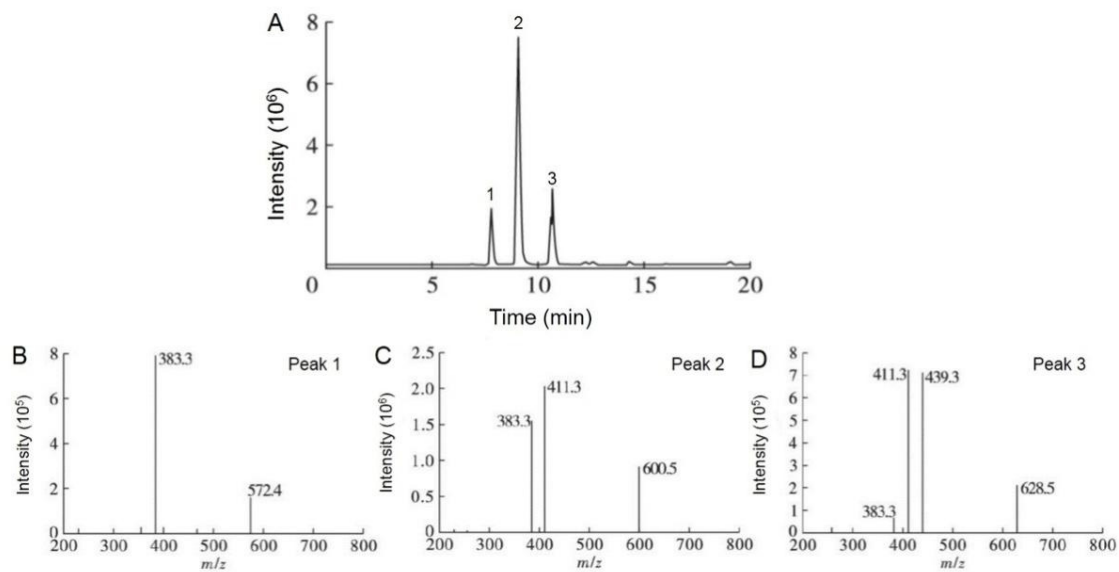 A
Intensity (10⁶)
8
6
4
2
0
1
2
3
5
10
15
20
Time (min)
B
Peak 1
Intensity (10⁵)
8
6
4
2
0
383.3
572.4
200 300 400 500 600 700 800
m/z
C
Peak 2
Intensity (10⁶)
2.5
2.0
1.5
1.0
0.5
0
383.3
411.3
600.5
200 300 400 500 600 700 800
m/z
D
Peak 3
Intensity (10⁵)
8
7
6
5
4
3
2
1
0
411.3
439.3
383.3
628.5
200 300 400 500 600 700 800
m/z